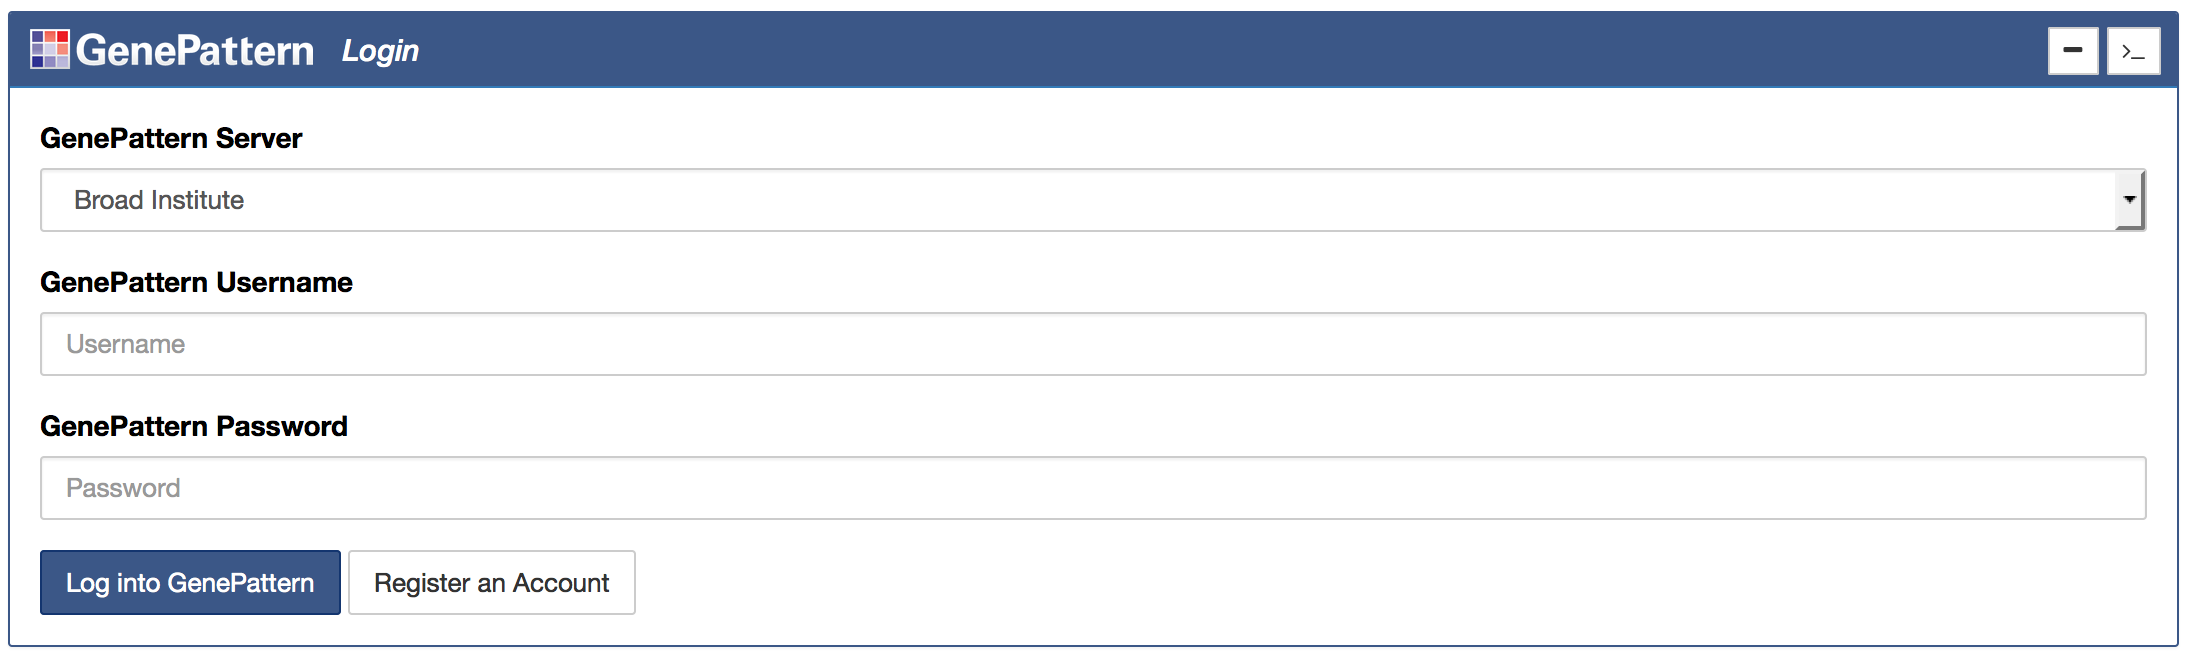 GenePattern Login
>_
GenePattern Server
Broad Institute
GenePattern Username
Username
GenePattern Password
Password
Log into GenePattern Register an Account